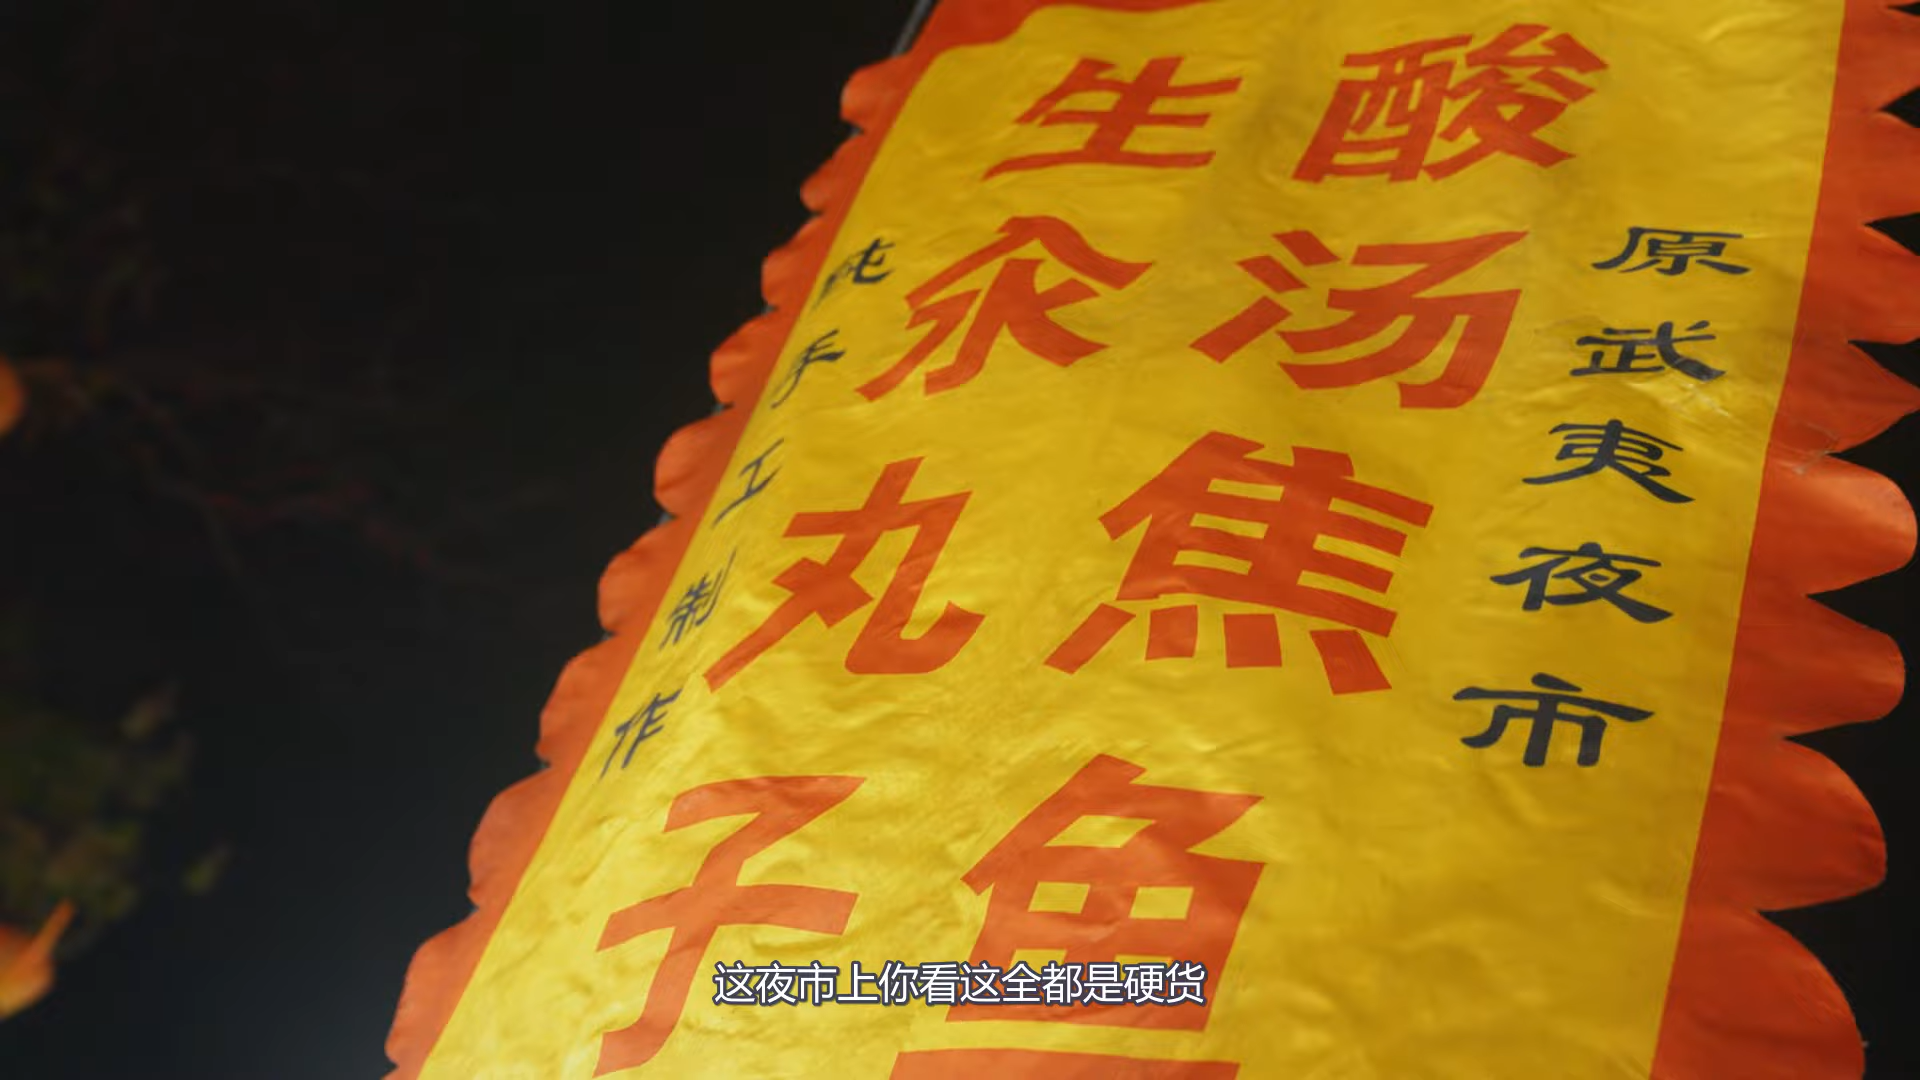 原武夷夜市
酸汤焦鱼
生汆丸子
纯手工制作
这夜市上你看这全都是硬货